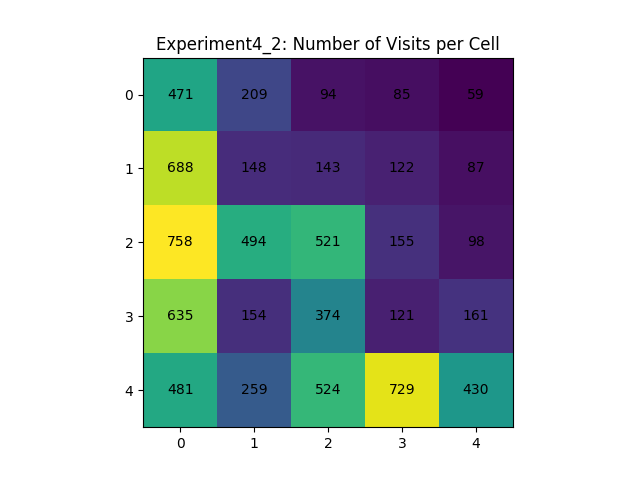 Experiment4_2: Number of Visits per Cell
0 471 209 94 85 59
1 688 148 143 122 87
2 758 494 521 155 98
3 635 154 374 121 161
4 481 259 524 729 430
0 1 2 3 4